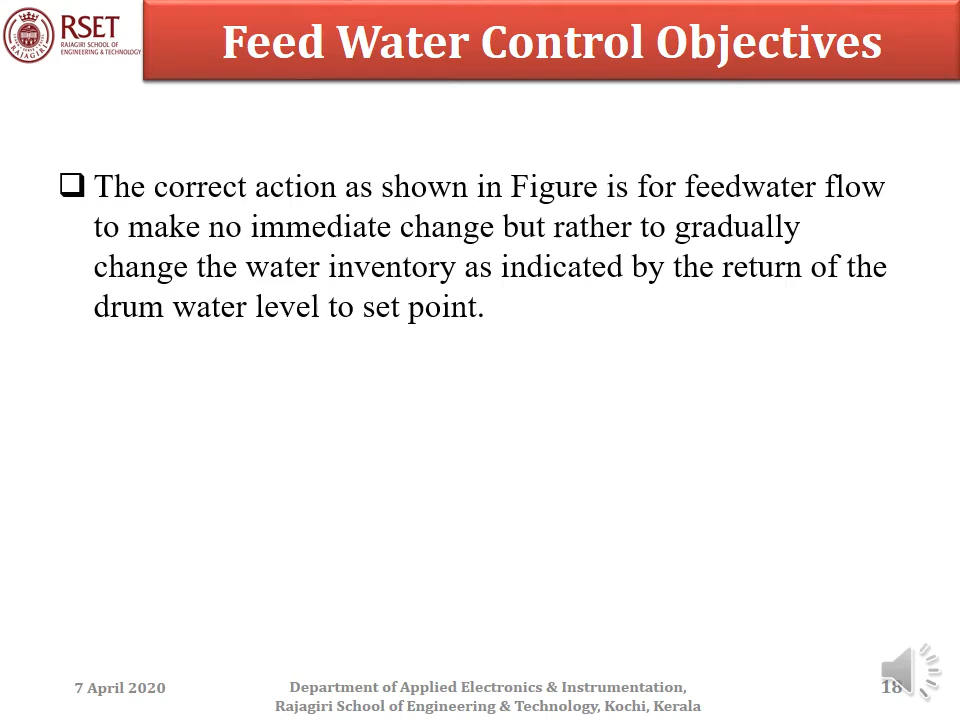 RSET
RAJAGIRI SCHOOL OF
ENGINEERING & TECHNOLOGY
RAJAGIRI
Feed Water Control Objectives
The correct action as shown in Figure is for feedwater flow
to make no immediate change but rather to gradually
change the water inventory as indicated by the return of the
drum water level to set point.
7 April 2020
Department of Applied Electronics & Instrumentation,
Rajagiri School of Engineering & Technology, Kochi, Kerala
18